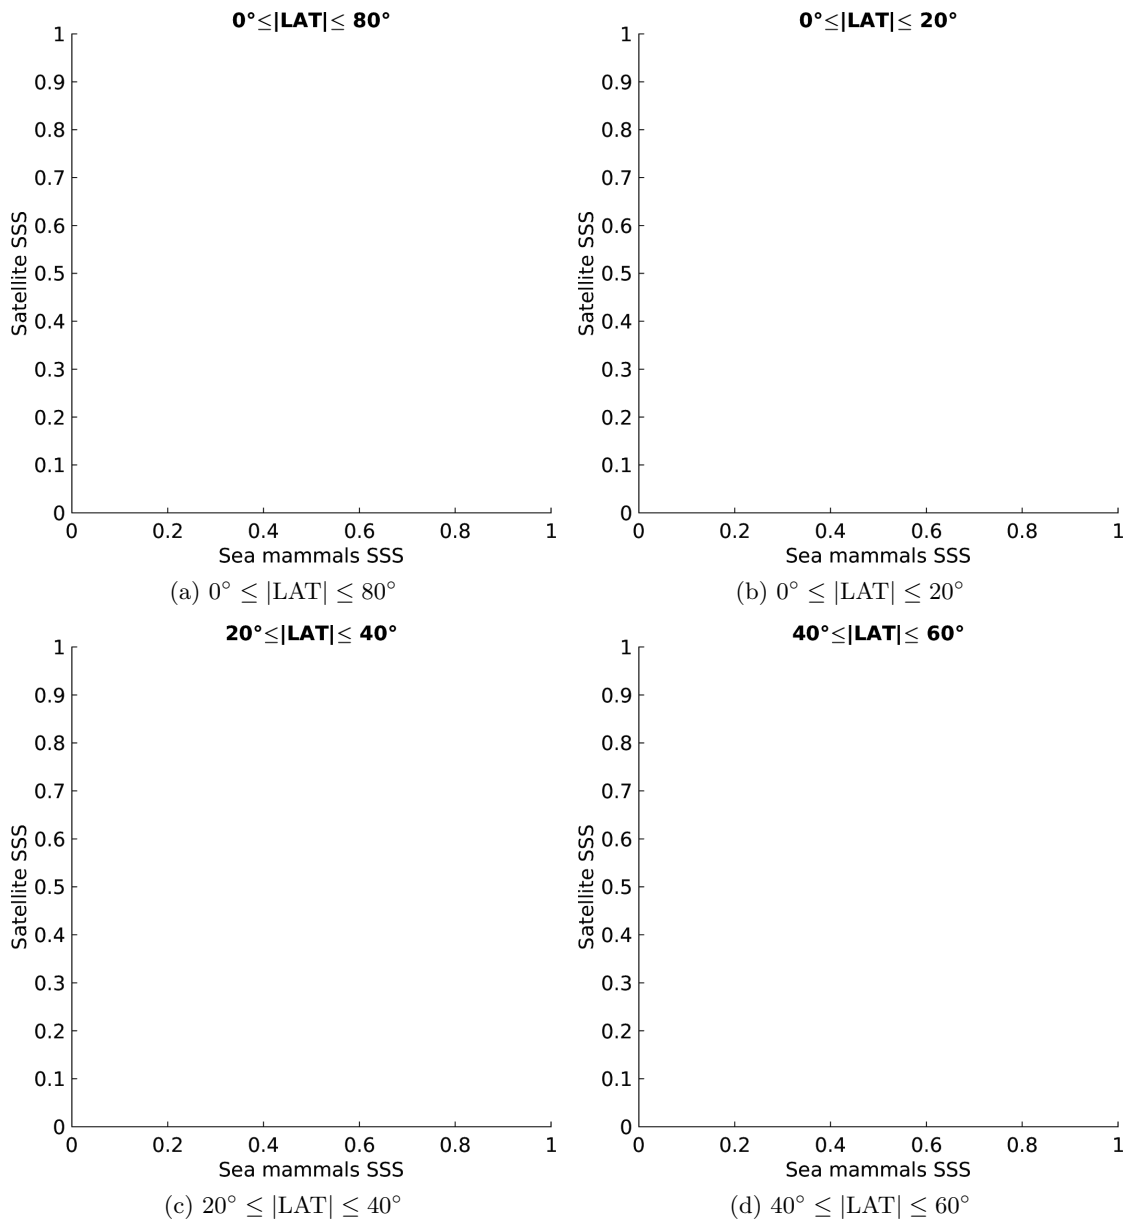 0°≤|LAT|≤ 80°
1
0.9
0.8
0.7
0.6
0.5
0.4
0.3
0.2
0.1
0
Satellite SSS
0 0.2 0.4 0.6 0.8 1
Sea mammals SSS
(a) 0° ≤ |LAT| ≤ 80°
0°≤|LAT|≤ 20°
1
0.9
0.8
0.7
0.6
0.5
0.4
0.3
0.2
0.1
0
Satellite SSS
0 0.2 0.4 0.6 0.8 1
Sea mammals SSS
(b) 0° ≤ |LAT| ≤ 20°
20°≤|LAT|≤ 40°
1
0.9
0.8
0.7
0.6
0.5
0.4
0.3
0.2
0.1
0
Satellite SSS
0 0.2 0.4 0.6 0.8 1
Sea mammals SSS
(c) 20° ≤ |LAT| ≤ 40°
40°≤|LAT|≤ 60°
1
0.9
0.8
0.7
0.6
0.5
0.4
0.3
0.2
0.1
0
Satellite SSS
0 0.2 0.4 0.6 0.8 1
Sea mammals SSS
(d) 40° ≤ |LAT| ≤ 60°